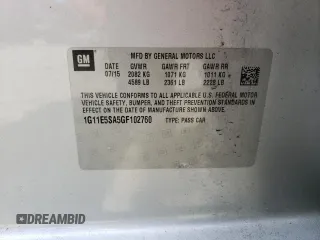 GM
MFD BY GENERAL MOTORS LLC
DATE GVWR GAWR FRT GAWR RR
07/15 2082 KG 1071 KG 1011 KG
4589 LB 2361 LB 2228 LB
THIS VEHICLE CONFORMS TO ALL APPLICABLE U.S. FEDERAL MOTOR VEHICLE
SAFETY, BUMPER, AND THEFT PREVENTION STANDARDS IN EFFECT ON THE
DATE OF MANUFACTURE SHOWN ABOVE.
1G11E5SA5GF102760 TYPE: PASS CAR
DREAMBID